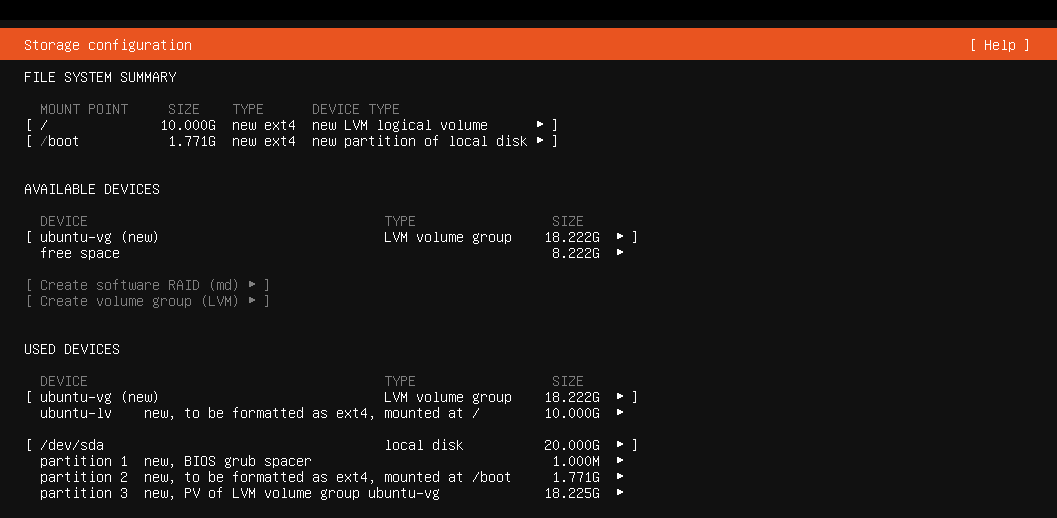 Storage configuration [ Help ]
FILE SYSTEM SUMMARY
MOUNT POINT SIZE TYPE DEVICE TYPE
[ / 10.000G new ext4 new LVM logical volume ▸ ]
[ /boot 1.771G new ext4 new partition of local disk ▸ ]
AVAILABLE DEVICES
DEVICE TYPE SIZE
[ ubuntu-vg (new) LVM volume group 18.222G ▸ ]
free space 8.222G ▸
[ Create software RAID (md) ▸ ]
[ Create volume group (LVM) ▸ ]
USED DEVICES
DEVICE TYPE SIZE
[ ubuntu-vg (new) LVM volume group 18.222G ▸ ]
ubuntu-lv new, to be formatted as ext4, mounted at / 10.000G ▸
[ /dev/sda local disk 20.000G ▸ ]
partition 1 new, BIOS grub spacer 1.000M ▸
partition 2 new, to be formatted as ext4, mounted at /boot 1.771G ▸
partition 3 new, PV of LVM volume group ubuntu-vg 18.225G ▸